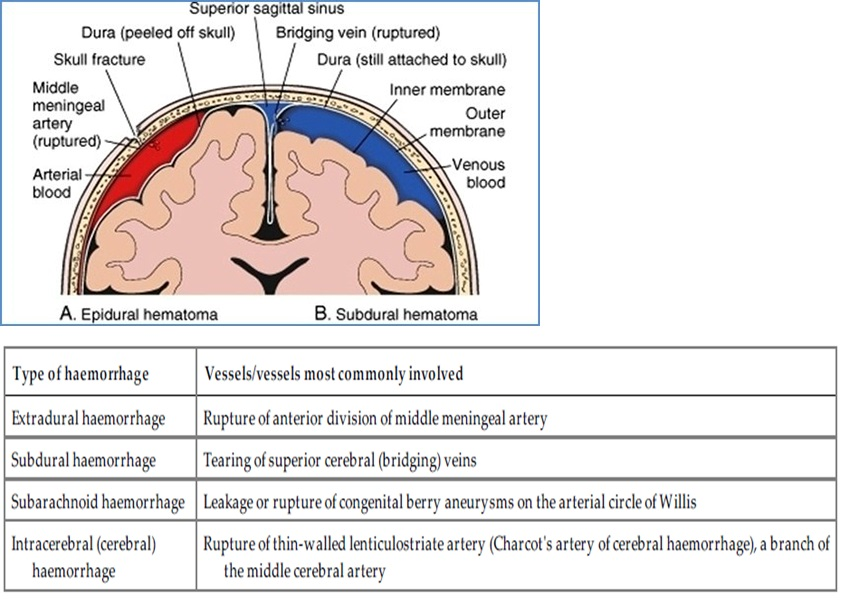 Superior sagittal sinus
Dura (peeled off skull)
Bridging vein (ruptured)
Skull fracture
Dura (still attached to skull)
Middle
meningeal
artery
(ruptured)
Inner membrane
Outer
membrane
Arterial
blood
Venous
blood
A. Epidural hematoma
B. Subdural hematoma
Type of haemorrhage
Vessels/vessels most commonly involved
Extradural haemorrhage
Rupture of anterior division of middle meningeal artery
Subdural haemorrhage
Tearing of superior cerebral (bridging) veins
Subarachnoid haemorrhage
Leakage or rupture of congenital berry aneurysms on the arterial circle of Willis
Intracerebral (cerebral)
haemorrhage
Rupture of thin-walled lenticulostriate artery (Charcot's artery of cerebral haemorrhage), a branch of
the middle cerebral artery